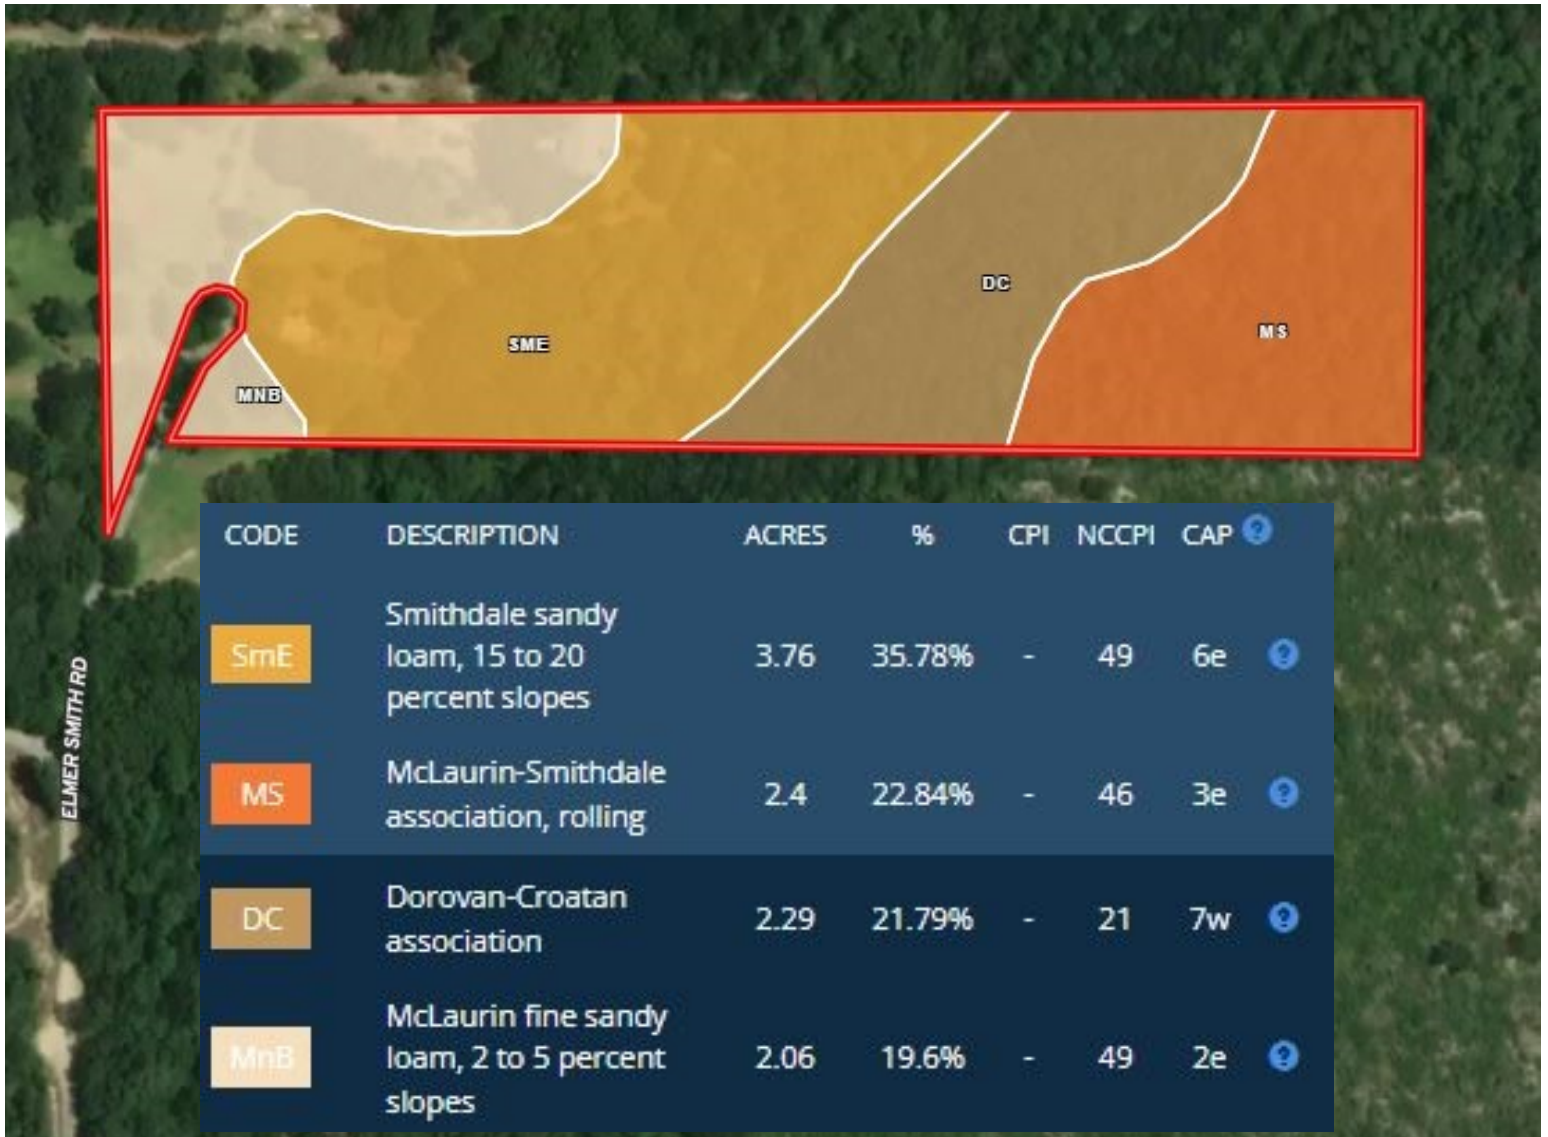 DC
MS
SME
MNB
ELMER SMITH RD
CODE DESCRIPTION ACRES % CPI NCCPI CAP ?
SmE Smithdale sandy loam, 15 to 20 percent slopes 3.76 35.78% - 49 6e ?
MS McLaurin-Smithdale association, rolling 2.4 22.84% - 46 3e ?
DC Dorovan-Croatan association 2.29 21.79% - 21 7w ?
MnB McLaurin fine sandy loam, 2 to 5 percent slopes 2.06 19.6% - 49 2e ?